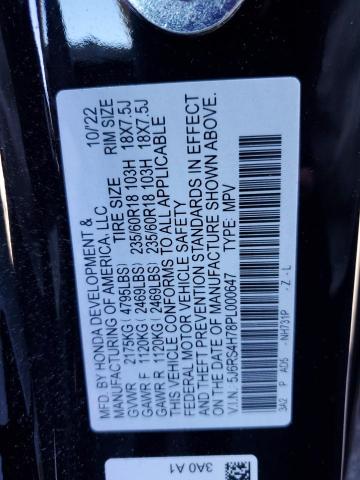 MFD. BY HONDA DEVELOPMENT & 10/22
MANUFACTURING OF AMERICA, LLC
TIRE SIZE RIM SIZE
GVWR 2175KG(4795LBS)
GAWR F 1120KG(2469LBS) 235/60R18 103H 18X7.5J
GAWR R 1120KG(2469LBS) 235/60R18 103H 18X7.5J
THIS VEHICLE CONFORMS TO ALL APPLICABLE
FEDERAL MOTOR VEHICLE SAFETY
AND THEFT PREVENTION STANDARDS IN EFFECT
ON THE DATE OF MANUFACTURE SHOWN ABOVE.
V.I.N: 5J6RS4H78PL000647 TYPE: MPV
3A2 P AD5 - NH731P - Z - L
3A0 A1